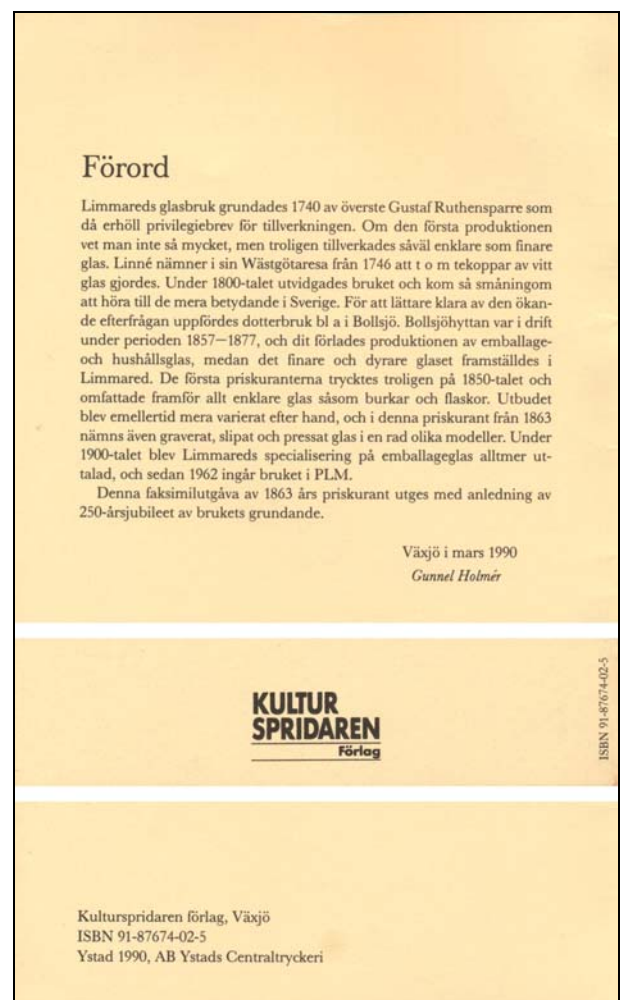 Förord
Limmareds glasbruk grundades 1740 av överste Gustaf Ruthensparre som
då erhöll privilegiebrev för tillverkningen. Om den första produktionen
vet man inte så mycket, men troligen tillverkades såväl enklare som finare
glas. Linné nämner i sin Wästgötaresa från 1746 att t o m tekoppar av vitt
glas gjordes. Under 1800-talet utvidgades bruket och kom så småningom
att höra till de mera betydande i Sverige. För att lättare klara av den ökan-
de efterfrågan uppfördes dotterbruk bl a i Bollsjö. Bollsjöhyttan var i drift
under perioden 1857—1877, och dit förlades produktionen av emballage-
och hushållsglas, medan det finare och dyrare glaset framställdes i
Limmared. De första priskuranterna trycktes troligen på 1850-talet och
omfattade framför allt enklare glas såsom burkar och flaskor. Utbudet
blev emellertid mera varierat efter hand, och i denna priskurant från 1863
nämns även graverat, slipat och pressat glas i en rad olika modeller. Under
1900-talet blev Limmareds specialisering på emballageglas alltmer ut-
talad, och sedan 1962 ingår bruket i PLM.
Denna faksimilutgåva av 1863 års priskurant utges med anledning av
250-årsjubileet av brukets grundande.
Växjö i mars 1990
Gunnel Holmér
KULTUR
SPRIDAREN
Förlag
ISBN 91-87674-02-5
Kulturspridaren förlag, Växjö
ISBN 91-87674-02-5
Ystad 1990, AB Ystads Centraltryckeri